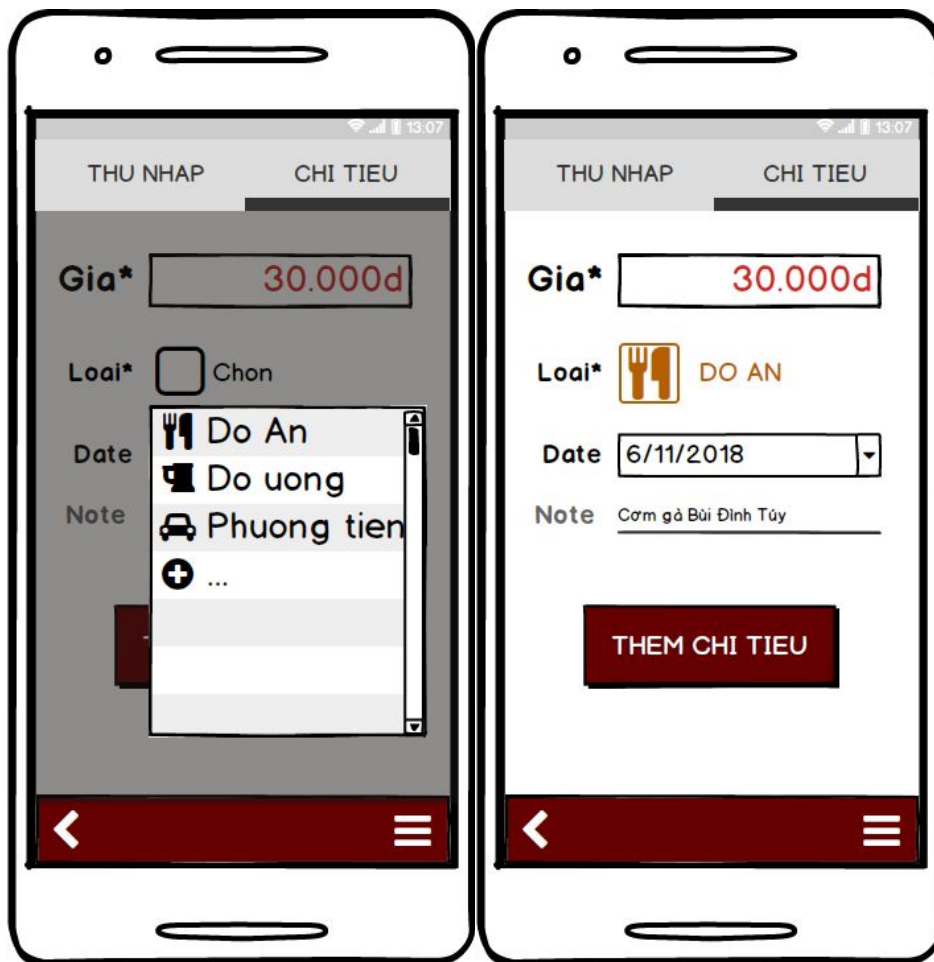 13:07
THU NHAP CHI TIEU
Gia* 30.000d
Loai* Chon
Do An
Date
Do uong
Note
Phuong tien
...
13:07
THU NHAP CHI TIEU
Gia* 30.000d
Loai* DO AN
Date 6/11/2018
Note Cơm gà Bùi Đình Túy
THEM CHI TIEU